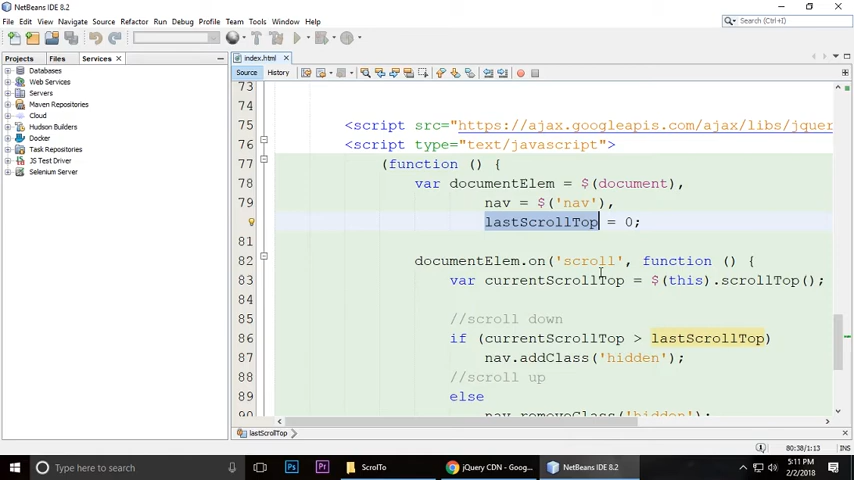 NetBeans IDE 8.2
File Edit View Navigate Source Refactor Run Debug Profile Team Tools Window Help
Search (Ctrl+I)
Projects Files Services
index.html
Source History
Databases
Web Services
Servers
Maven Repositories
Cloud
Hudson Builders
Docker
Task Repositories
JS Test Driver
Selenium Server
73
74
75 <script src="https://ajax.googleapis.com/ajax/libs/jquer
76 <script type="text/javascript">
77 (function () {
78 var documentElem = $(document),
79 nav = $('nav'),
lastScrollTop = 0;
81
82 documentElem.on('scroll', function () {
83 var currentScrollTop = $(this).scrollTop();
84
85 //scroll down
86 if (currentScrollTop > lastScrollTop)
87 nav.addClass('hidden');
88 //scroll up
89 else
90 nav.removeClass('hidden');
lastScrollTop
80:38/1:13 INS
Type here to search
Ps
Pr
ScrolTo
jQuery CDN - Goog...
NetBeans IDE 8.2
5:11 PM
2/2/2018